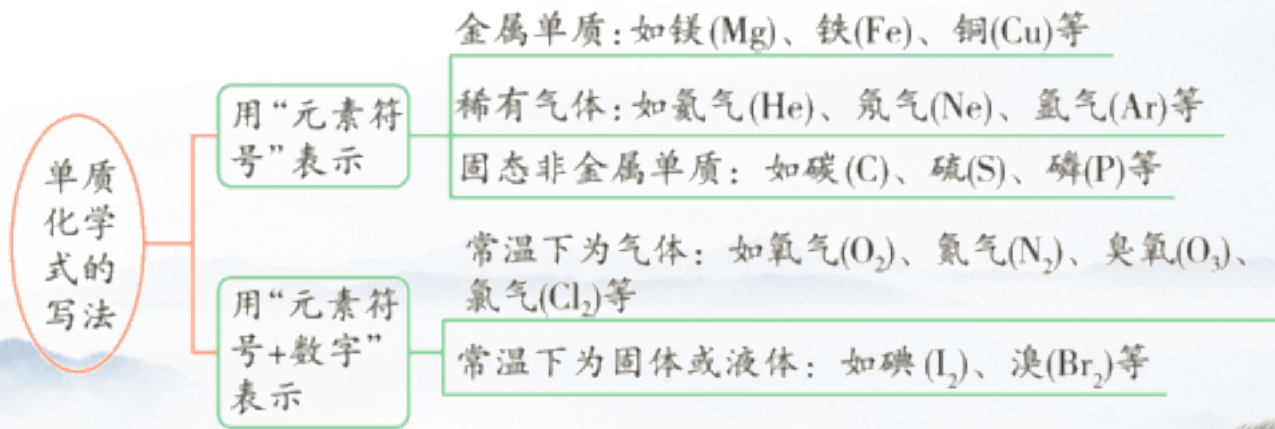 单质
化学
式的
写法
用“元素符
号”表示
金属单质：如镁(Mg)、铁(Fe)、铜(Cu)等
稀有气体：如氦气(He)、氖气(Ne)、氩气(Ar)等
固态非金属单质：如碳(C)、硫(S)、磷(P)等
用“元素符
号+数字”
表示
常温下为气体：如氧气(O₂)、氮气(N₂)、臭氧(O₃)、
氯气(Cl₂)等
常温下为固体或液体：如碘(I₂)、溴(Br₂)等